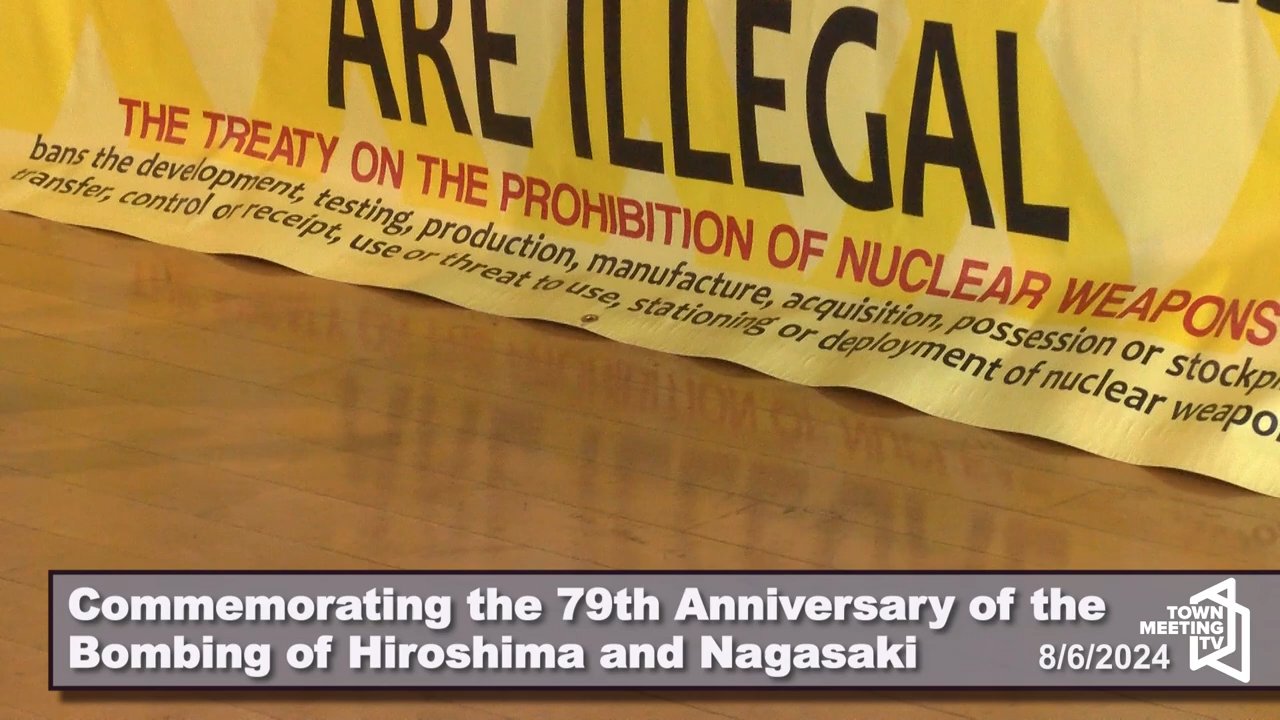 ARE ILLEGAL
THE TREATY ON THE PROHIBITION OF NUCLEAR WEAPONS
bans the development, testing, production, manufacture, acquisition, possession or
transfer, control or receipt, use or threat to use, stationing or deployment of nuclear
Commemorating the 79th Anniversary of the
Bombing of Hiroshima and Nagasaki
8/6/2024
TOWN
MEETING
TV